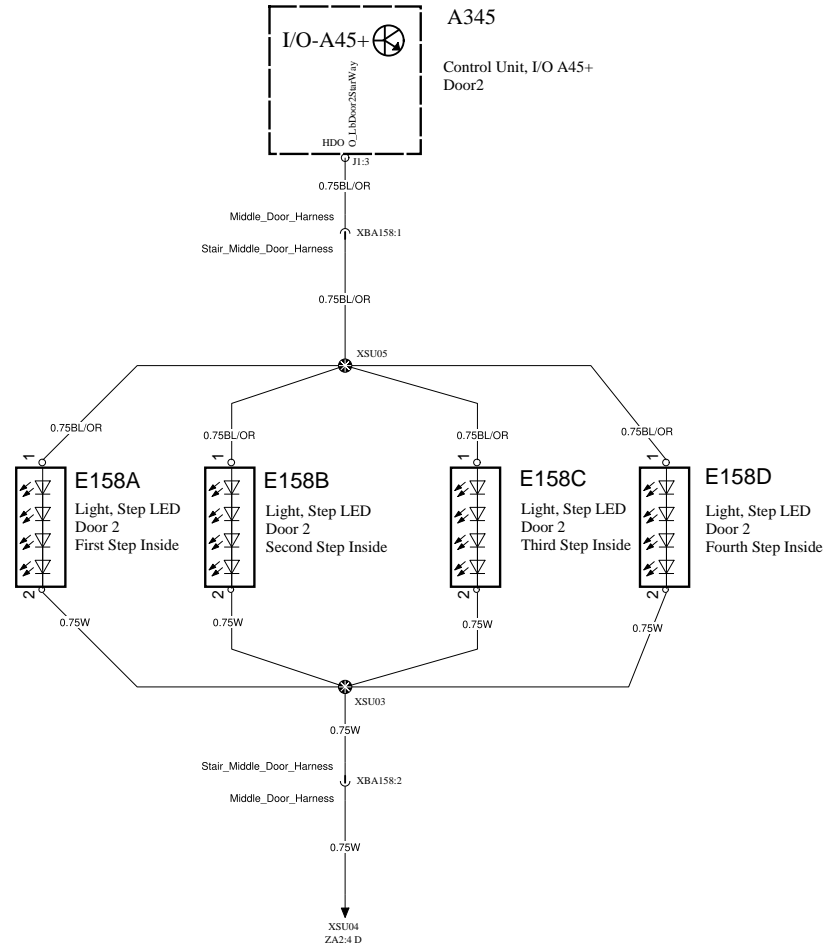 A345
I/O-A45+
Control Unit, I/O A45+
Door2
O_LbDoor2StarWay
HDO
J1:3
0.75BL/OR
Middle_Door_Harness
XBA158:1
Stair_Middle_Door_Harness
0.75BL/OR
XSU05
0.75BL/OR
0.75BL/OR
0.75BL/OR
0.75BL/OR
1
1
1
1
E158A
Light, Step LED
Door 2
First Step Inside
E158B
Light, Step LED
Door 2
Second Step Inside
E158C
Light, Step LED
Door 2
Third Step Inside
E158D
Light, Step LED
Door 2
Fourth Step Inside
2
2
2
2
0.75W
0.75W
0.75W
0.75W
XSU03
0.75W
Stair_Middle_Door_Harness
XBA158:2
Middle_Door_Harness
0.75W
XSU04
ZA2:4 D